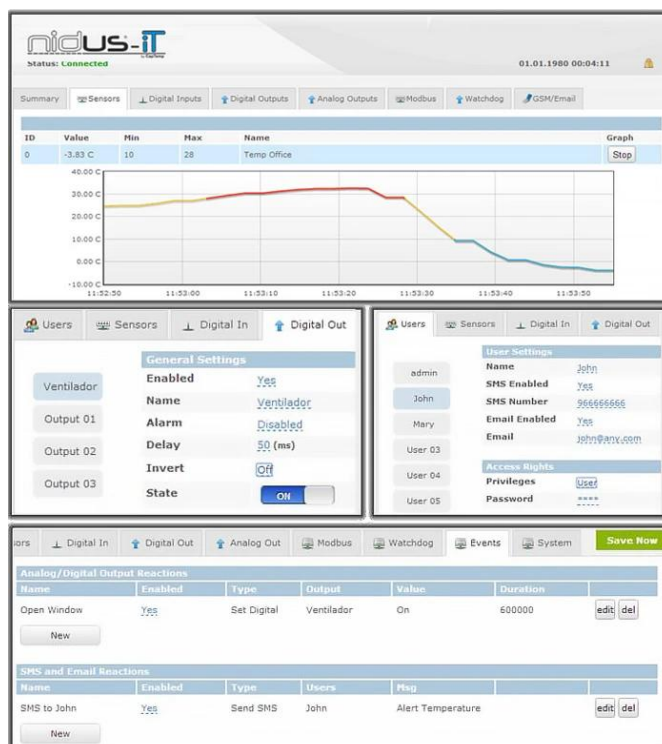 nidus-iT
by CapTemp
Status: Connected 01.01.1980 00:04:11
Summary Sensors Digital Inputs Digital Outputs Analog Outputs Modbus Watchdog GSM/Email
ID Value Min Max Name Graph
0 -3.83 C 10 28 Temp Office Stop
40.00 C
30.00 C
20.00 C
10.00 C
0.00 C
-10.00 C
11:52:50 11:53:00 11:53:10 11:53:20 11:53:30 11:53:40 11:53:50
Users Sensors Digital In Digital Out
General Settings
Ventilador
Output 01
Output 02
Output 03
Enabled Yes
Name Ventilador
Alarm Disabled
Delay 50 (ms)
Invert Off
State ON
Users Sensors Digital In Digital Out
admin
John
Mary
User 03
User 04
User 05
User Settings
Name John
SMS Enabled Yes
SMS Number 966666666
Email Enabled Yes
Email john@any.com
Access Rights
Privileges User
Password ****
ors Digital In Digital Out Analog Out Modbus Watchdog Events System Save Now
Analog/Digital Output Reactions
Name Enabled Type Output Value Duration
Open Window Yes Set Digital Ventilador On 600000 edit del
New
SMS and Email Reactions
Name Enabled Type Users Msg
SMS to John Yes Send SMS John Alert Temperature edit del
New